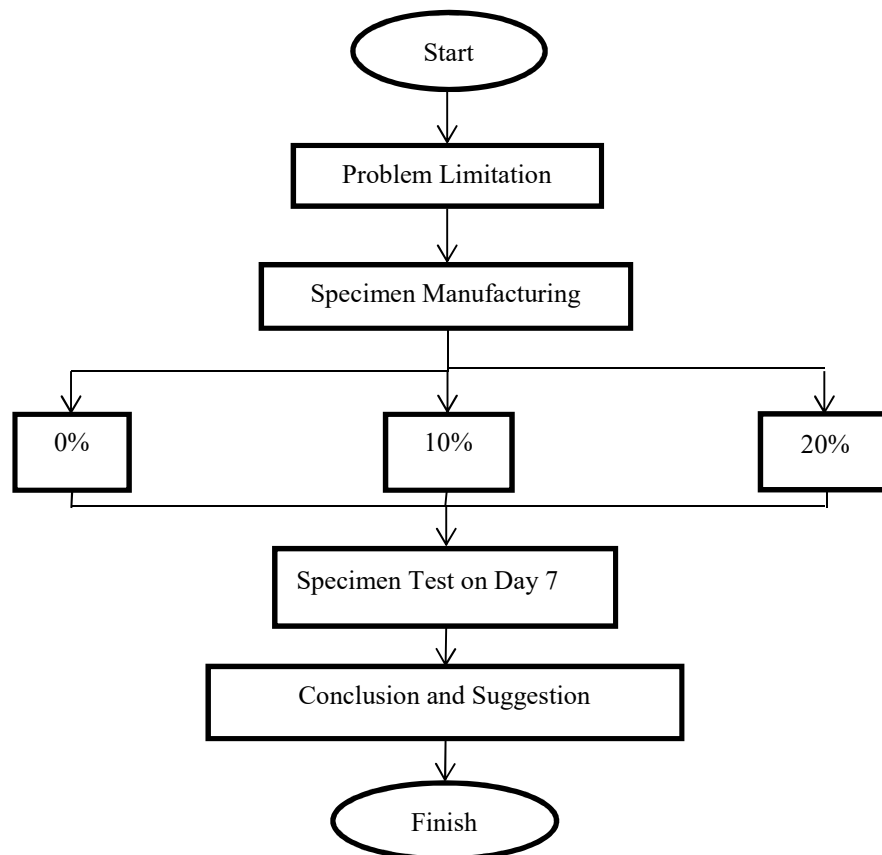 Start
Problem Limitation
Specimen Manufacturing
0%
10%
20%
Specimen Test on Day 7
Conclusion and Suggestion
Finish